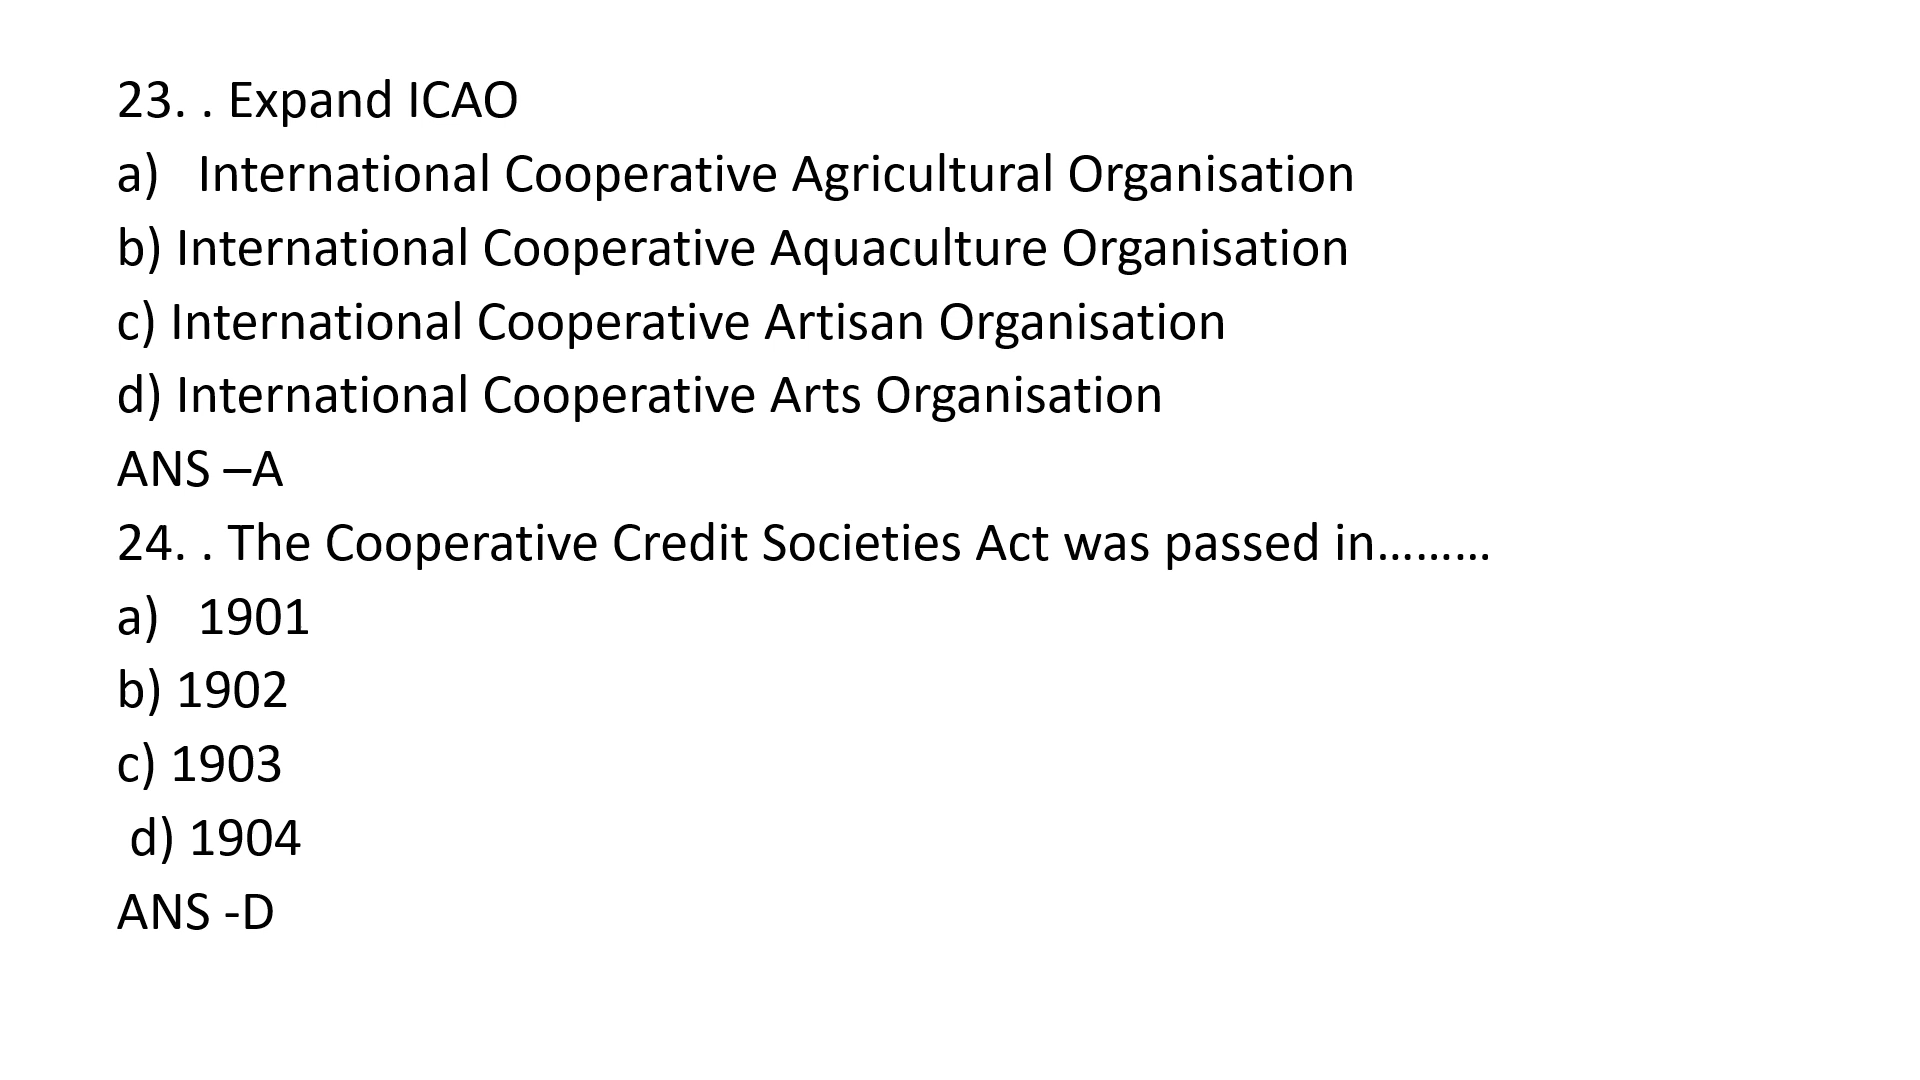 23. . Expand ICAO
a)   International Cooperative Agricultural Organisation
b) International Cooperative Aquaculture Organisation
c) International Cooperative Artisan Organisation
d) International Cooperative Arts Organisation
ANS –A
24. . The Cooperative Credit Societies Act was passed in………
a)   1901
b) 1902
c) 1903
d) 1904
ANS -D